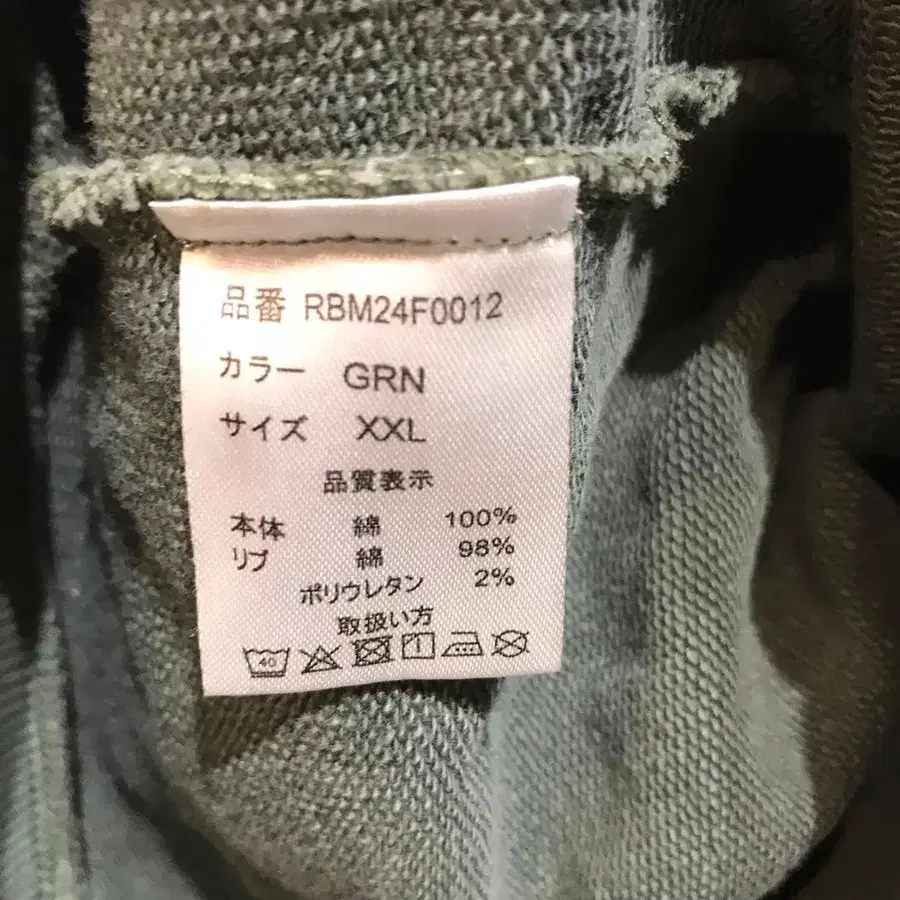 品番 RBM24F0012
カラー GRN
サイズ XXL
品質表示
本体 綿 100%
リブ 綿 98%
ポリウレタン 2%
取扱い方
40